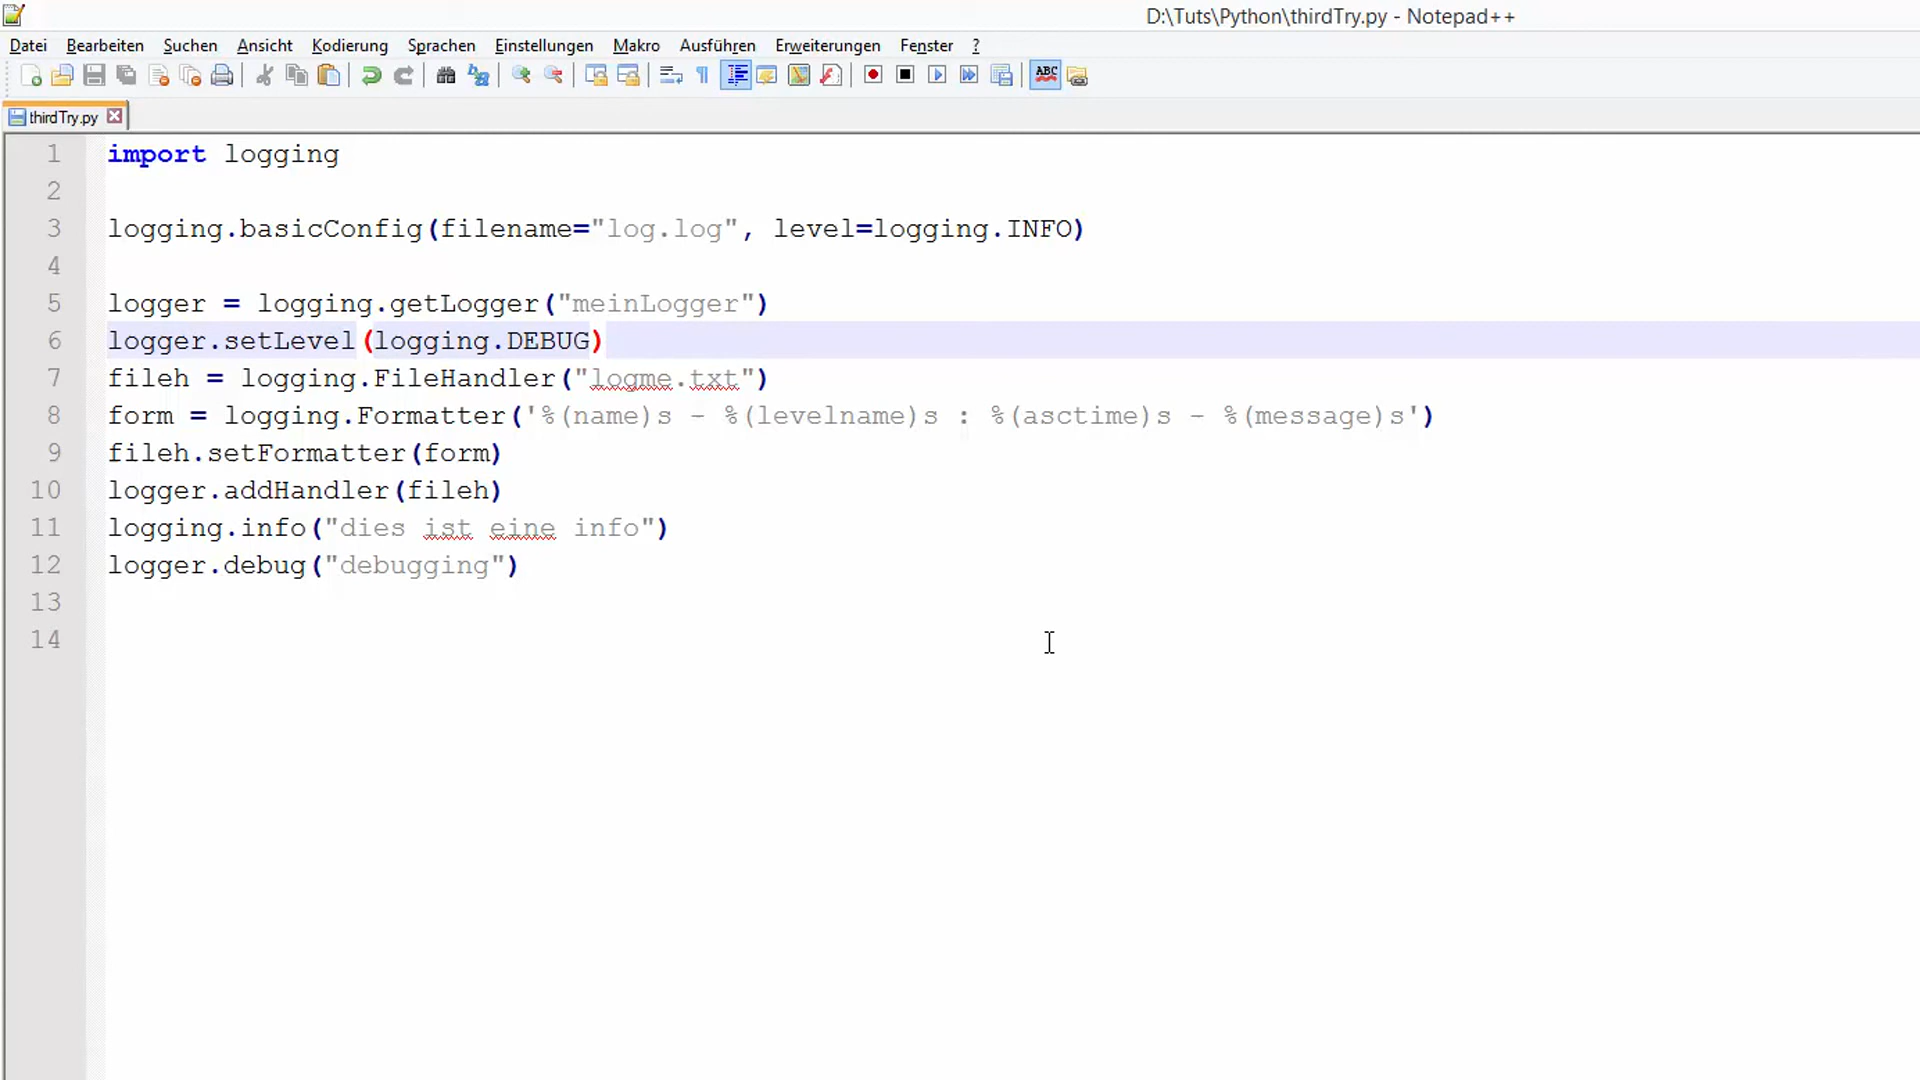 D:\Tuts\Python\thirdTry.py - Notepad++
Datei Bearbeiten Suchen Ansicht Kodierung Sprachen Einstellungen Makro Ausführen Erweiterungen Fenster ?
ABC
thirdTry.py
1 import logging
2
3 logging.basicConfig(filename="log.log", level=logging.INFO)
4
5 logger = logging.getLogger("meinLogger")
6 logger.setLevel(logging.DEBUG)
7 fileh = logging.FileHandler("logme.txt")
8 form = logging.Formatter('%(name)s - %(levelname)s : %(asctime)s - %(message)s')
9 fileh.setFormatter(form)
10 logger.addHandler(fileh)
11 logging.info("dies ist eine info")
12 logger.debug("debugging")
13
14